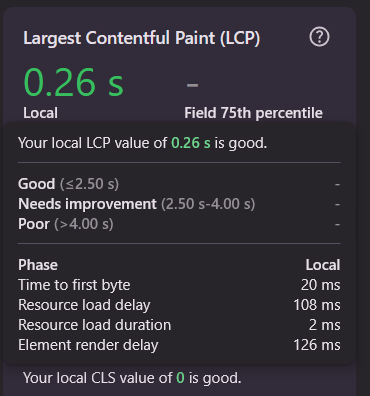 Largest Contentful Paint (LCP) ?
0.26 s -
Local Field 75th percentile
Your local LCP value of 0.26 s is good.
Good (≤2.50 s) -
Needs improvement (2.50 s-4.00 s) -
Poor (>4.00 s) -
Phase Local
Time to first byte 20 ms
Resource load delay 108 ms
Resource load duration 2 ms
Element render delay 126 ms
Your local CLS value of 0 is good.